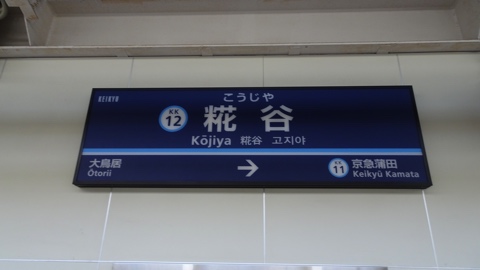 KEIKYU
こうじや
KK 12 糀谷
Kōjiya 糀谷 고지야
大鳥居 → KK 11 京急蒲田
Ōtorii Keikyū Kamata